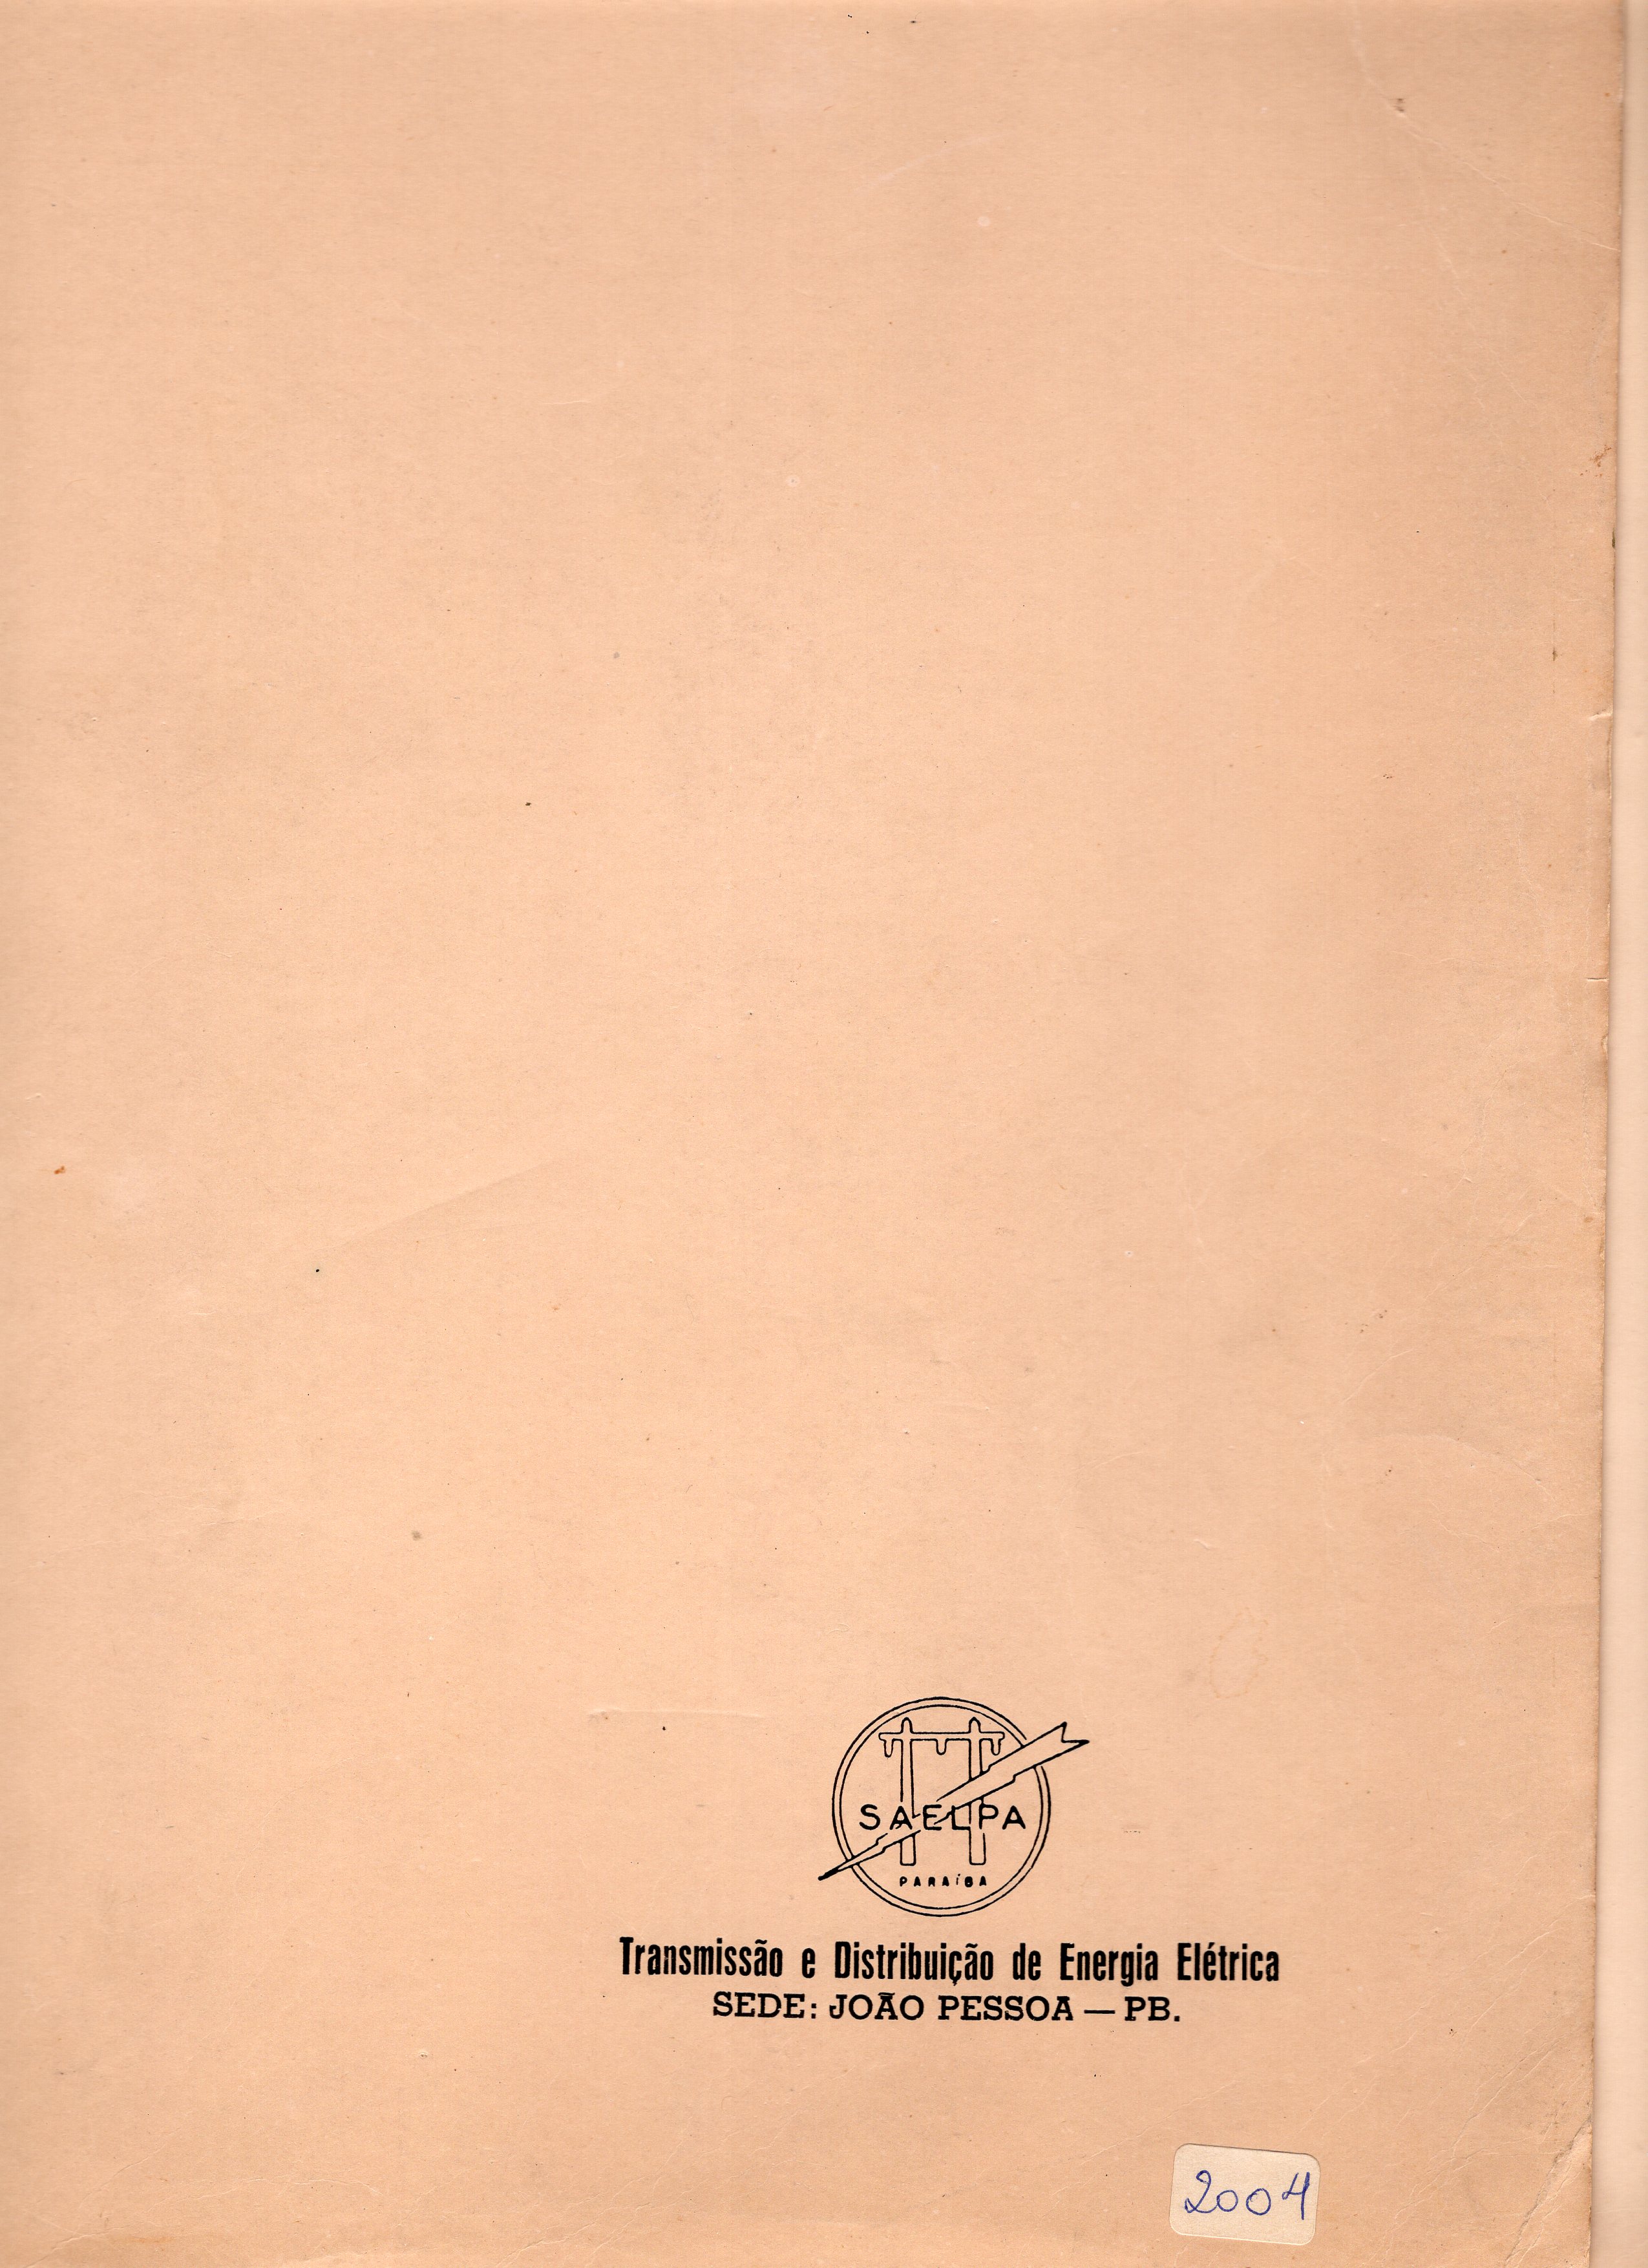 SAELPA
PARAÍBA
Transmissão e Distribuição de Energia Elétrica
SEDE: JOÃO PESSOA — PB.
2004